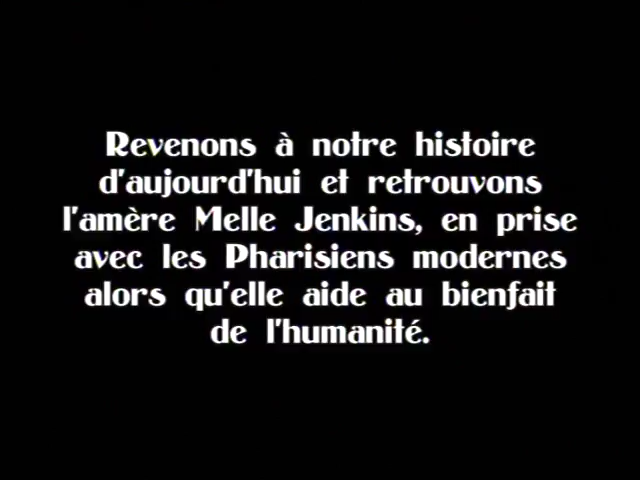 Revenons à notre histoire
d'aujourd'hui et retrouvons
l'amère Melle Jenkins, en prise
avec les Pharisiens modernes
alors qu'elle aide au bienfait
de l'humanité.